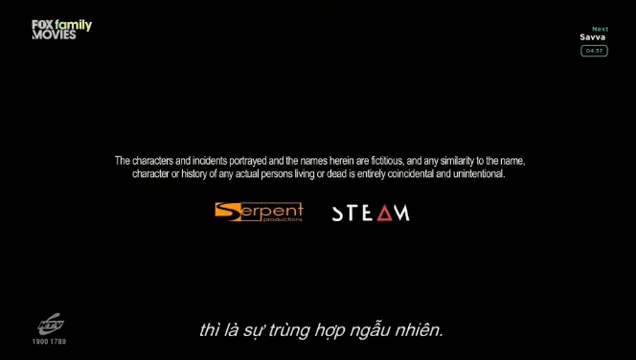 FOX family
MOVIES
Next
Savva
04:37
The characters and incidents portrayed and the names herein are fictitious, and any similarity to the name,
character or history of any actual persons living or dead is entirely coincidental and unintentional.
Serpent
productions
STEAM
1900 1789
thì là sự trùng hợp ngẫu nhiên.